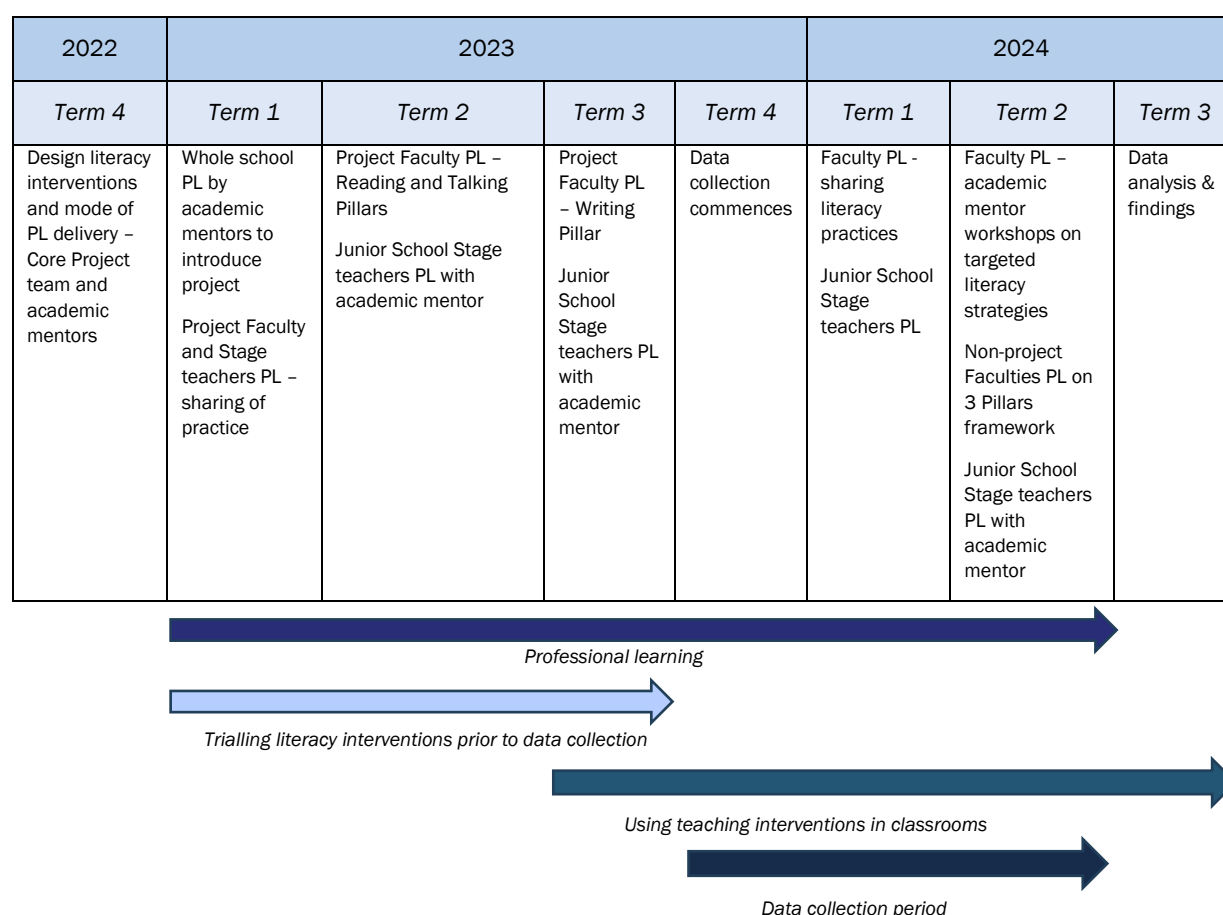 2022
2023
2024
Term 4
Term 1
Term 2
Term 3
Term 4
Term 1
Term 2
Term 3
Design literacy
interventions
and mode of
PL delivery –
Core Project
team and
academic
mentors
Whole school
PL by
academic
mentors to
introduce
project
Project Faculty
and Stage
teachers PL –
sharing of
practice
Project Faculty PL –
Reading and Talking
Pillars
Junior School Stage
teachers PL with
academic mentor
Project
Faculty PL
– Writing
Pillar
Junior
School
Stage
teachers PL
with
academic
mentor
Data
collection
commences
Faculty PL -
sharing
literacy
practices
Junior School
Stage
teachers PL
Faculty PL –
academic
mentor
workshops on
targeted
literacy
strategies
Non-project
Faculties PL on
3 Pillars
framework
Junior School
Stage teachers
PL with
academic
mentor
Data
analysis &
findings
Professional learning
Trialling literacy interventions prior to data collection
Using teaching interventions in classrooms
Data collection period